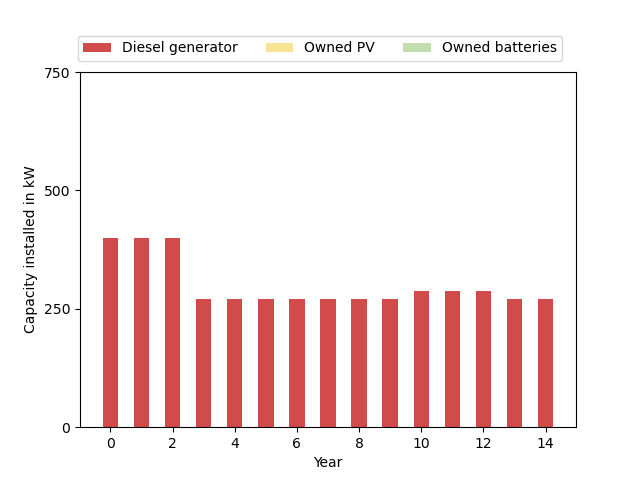 Diesel generator Owned PV Owned batteries
750
500
250
0
Capacity installed in kW
0 2 4 6 8 10 12 14
Year